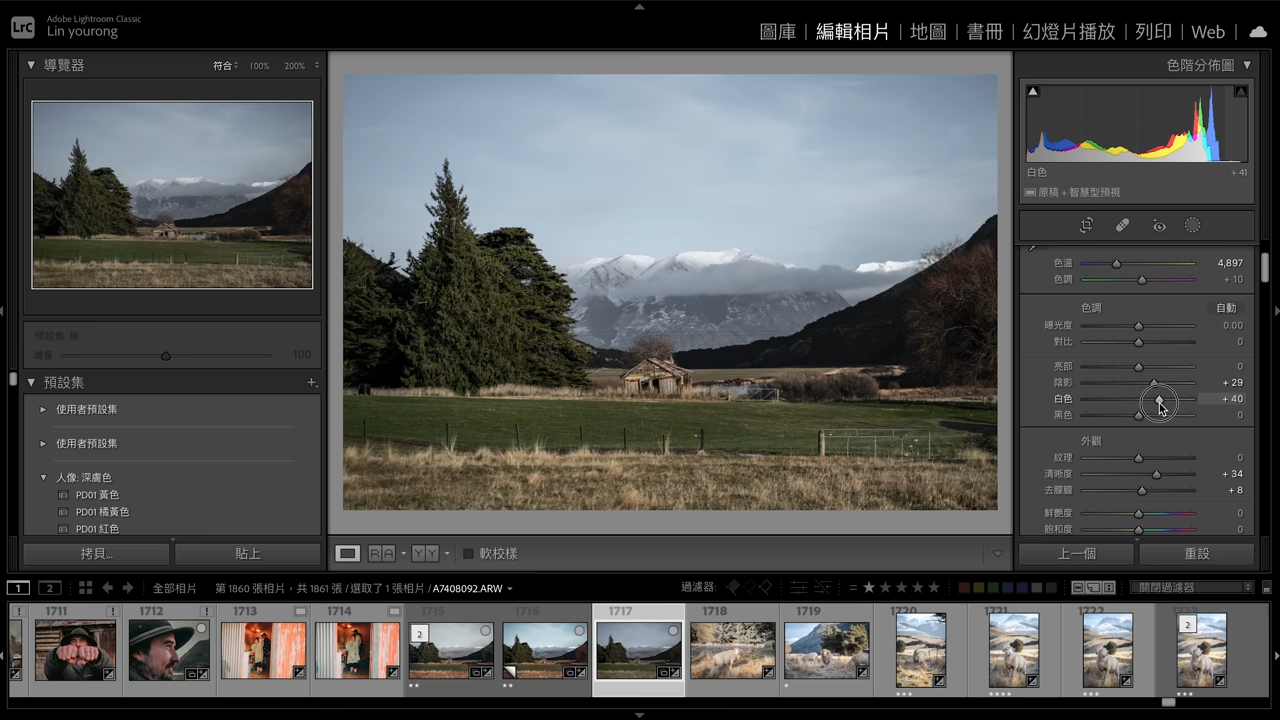 LrC
Adobe Lightroom Classic
Lin yourong
圖庫 | 編輯相片 | 地圖 | 書冊 | 幻燈片播放 | 列印 | Web |
導覽器
符合 100% 200%
預設集: 無
總量 100
預設集
使用者預設集
使用者預設集
人像: 深膚色
PD01 黃色
PD01 橘黃色
PD01 紅色
拷貝...
貼上
軟校樣
色階分佈圖
白色 + 41
原稿 + 智慧型預視
色溫 4,897
色調 + 10
色調 自動
曝光度 0.00
對比 0
亮部 0
陰影 + 29
白色 + 40
黑色 0
外觀
紋理 0
清晰度 + 34
去朦朧 + 8
鮮艷度 0
飽和度 0
上一個
重設
1 2 全部相片 第 1860 張相片，共 1861 張 / 選取了 1 張相片 / A7408092.ARW
過濾器:
關閉過濾器
1711 1712 1713 1714 1715 1716 1717 1718 1719 1720 1721 1722
2
2